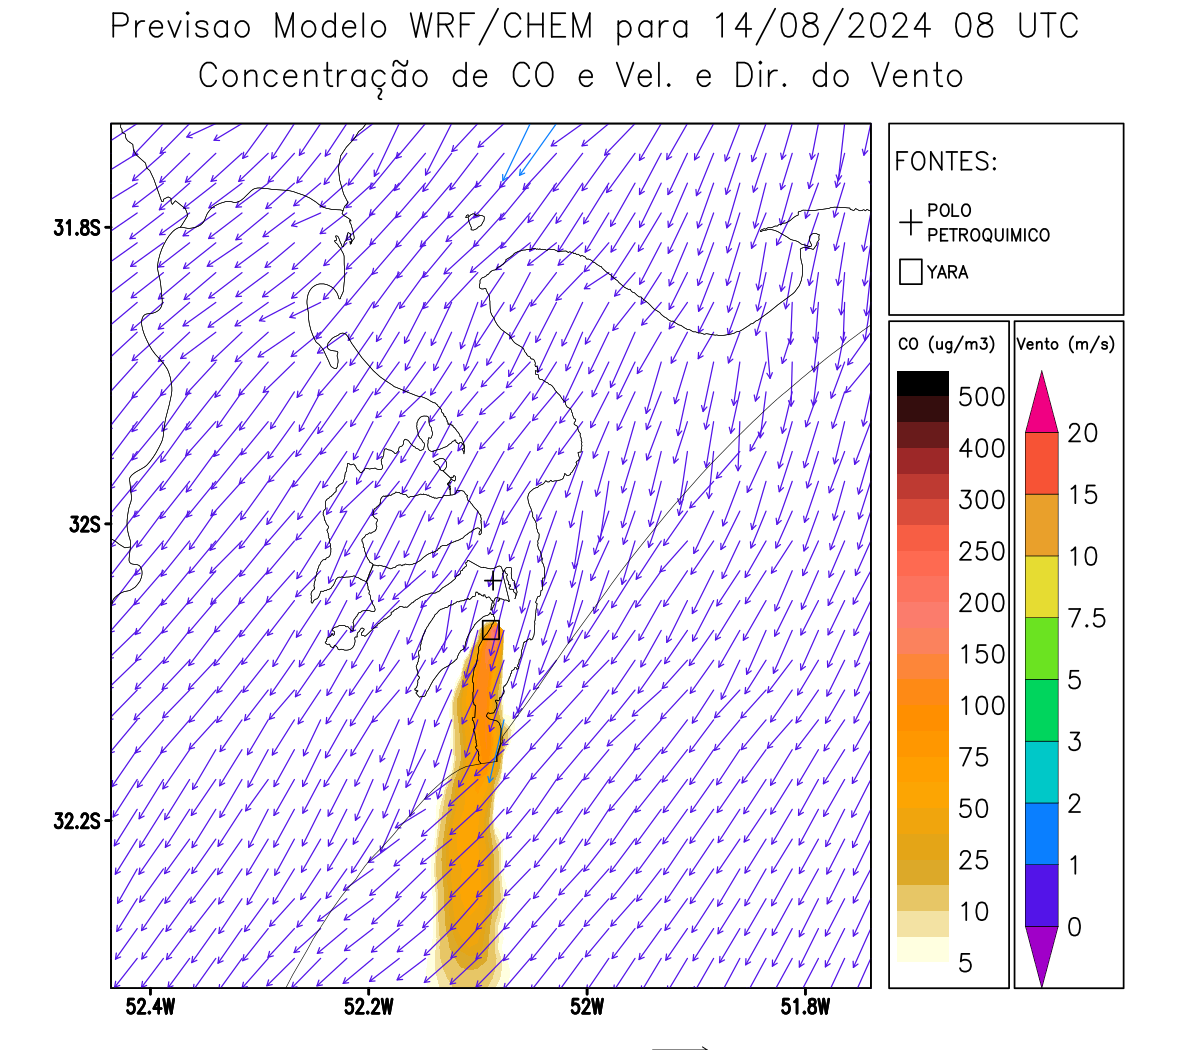 Previsao Modelo WRF/CHEM para 14/08/2024 08 UTC
Concentração de CO e Vel. e Dir. do Vento
FONTES:
POLO
PETROQUIMICO
YARA
CO (ug/m3)
500
400
300
250
200
150
100
75
50
25
10
5
Vento (m/s)
20
15
10
7.5
5
3
2
1
0
31.8S
32S
32.2S
52.4W
52.2W
52W
51.8W